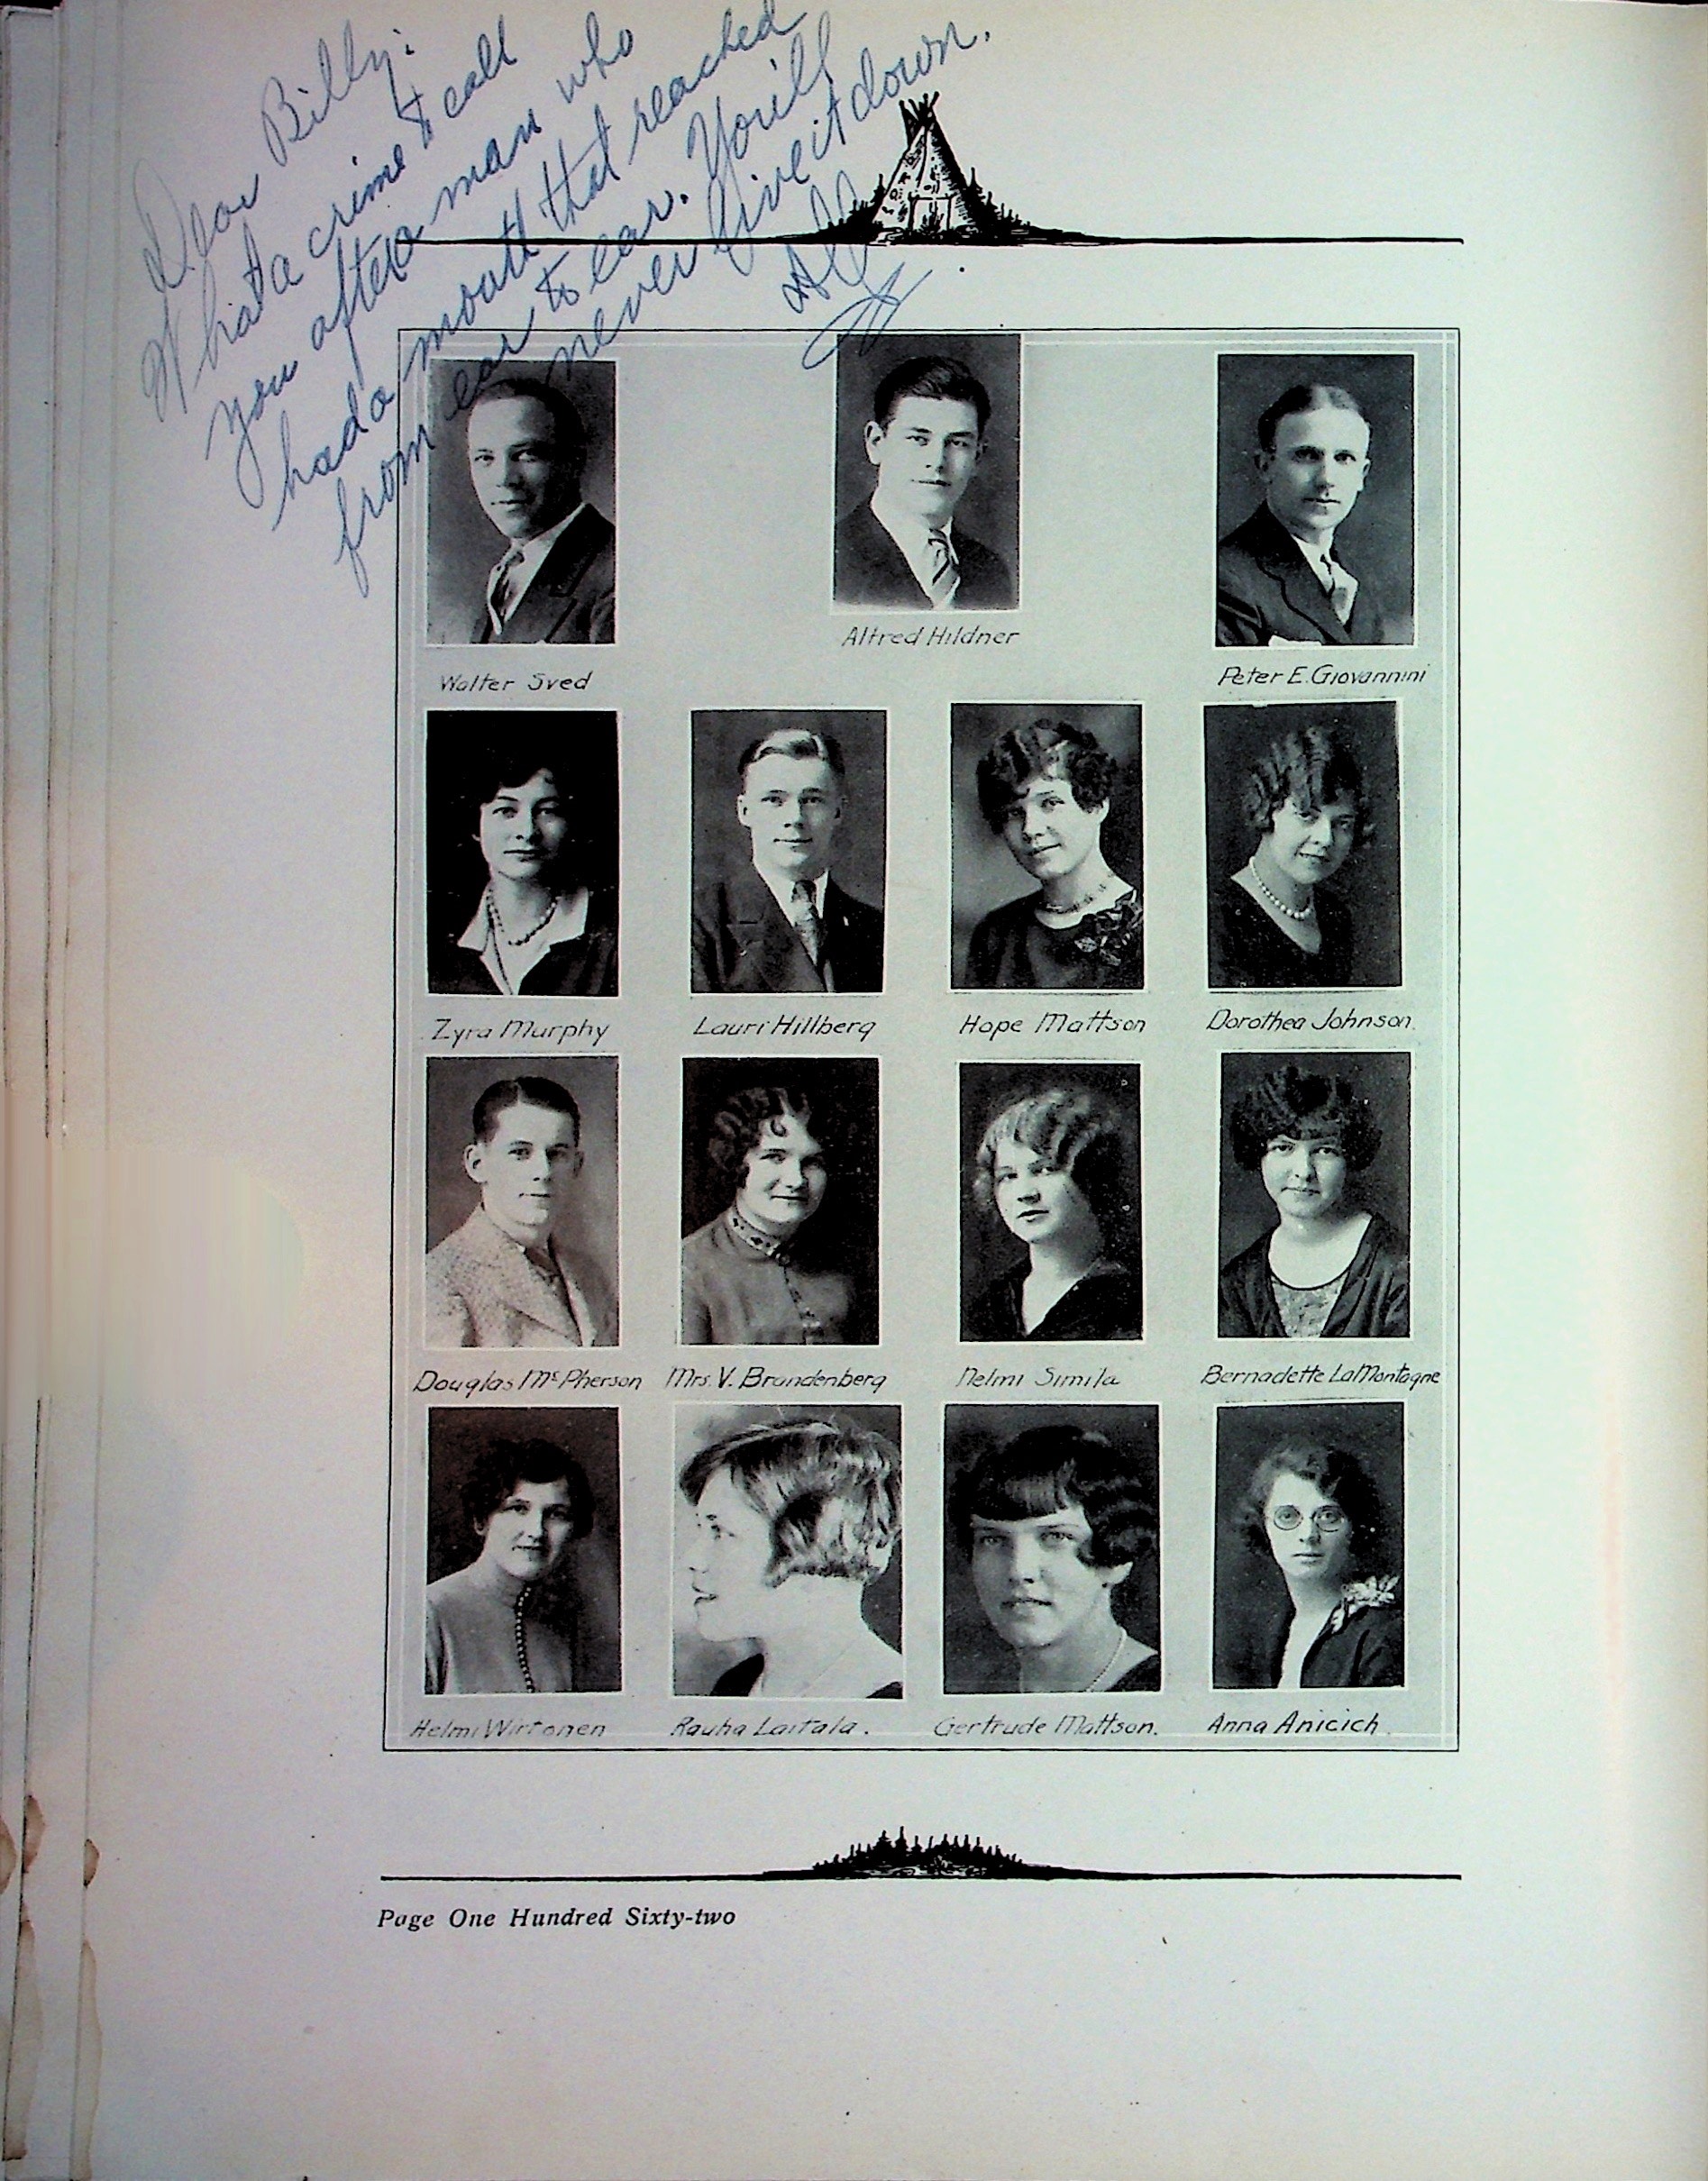 Dear Billy:
What a crime to call
you after a man who
had a mouth that reached
from ear to ear. You'll
never live it down.
Alf
Walter Sved
Alfred Hildner
Peter E. Giovannini
Zyra Murphy
Lauri Hillberg
Hope Mattson
Dorothea Johnson.
Douglas McPherson
Mrs. V. Brandenberg
Nelmi Simila
Bernadette LaMontagne
Helmi Wirtanen
Rauha Laitala.
Gertrude Mattson.
Anna Anicich.
Page One Hundred Sixty-two